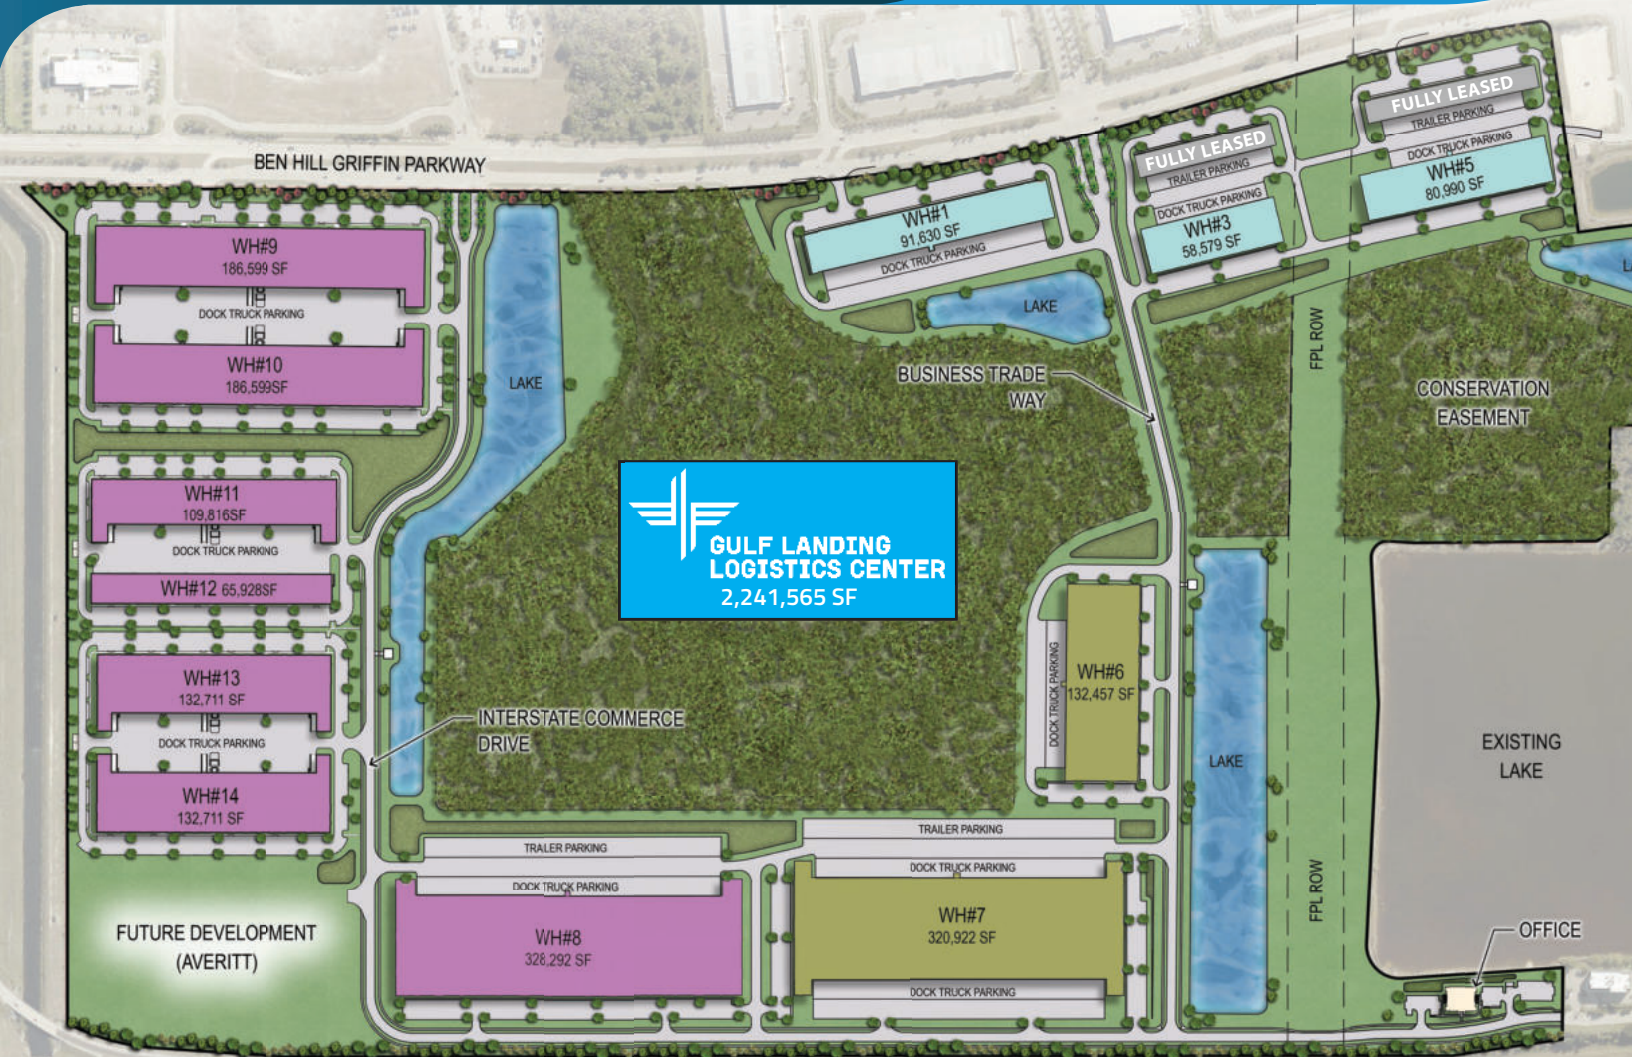 BEN HILL GRIFFIN PARKWAY
FULLY LEASED
TRAILER PARKING
DOCK TRUCK PARKING
WH#5
80,990 SF
FULLY LEASED
TRAILER PARKING
DOCK TRUCK PARKING
WH#3
58,579 SF
WH#1
91,630 SF
DOCK TRUCK PARKING
LAKE
WH#9
186,599 SF
DOCK TRUCK PARKING
WH#10
186,599SF
LAKE
BUSINESS TRADE
WAY
FPL ROW
CONSERVATION
EASEMENT
WH#11
109,816SF
DOCK TRUCK PARKING
WH#12 65,928SF
GULF LANDING
LOGISTICS CENTER
2,241,565 SF
WH#13
132,711 SF
DOCK TRUCK PARKING
WH#14
132,711 SF
INTERSTATE COMMERCE
DRIVE
DOCK TRUCK PARKING
WH#6
132,457 SF
LAKE
EXISTING
LAKE
TRALER PARKING
DOCK TRUCK PARKING
WH#8
328,292 SF
TRAILER PARKING
DOCK TRUCK PARKING
WH#7
320,922 SF
DOCK TRUCK PARKING
FPL ROW
OFFICE
FUTURE DEVELOPMENT
(AVERITT)